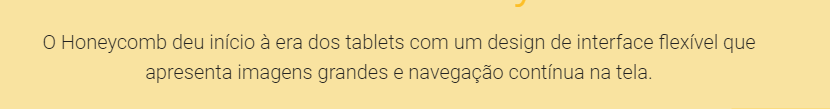 O Honeycomb deu início à era dos tablets com um design de interface flexível que
apresenta imagens grandes e navegação contínua na tela.